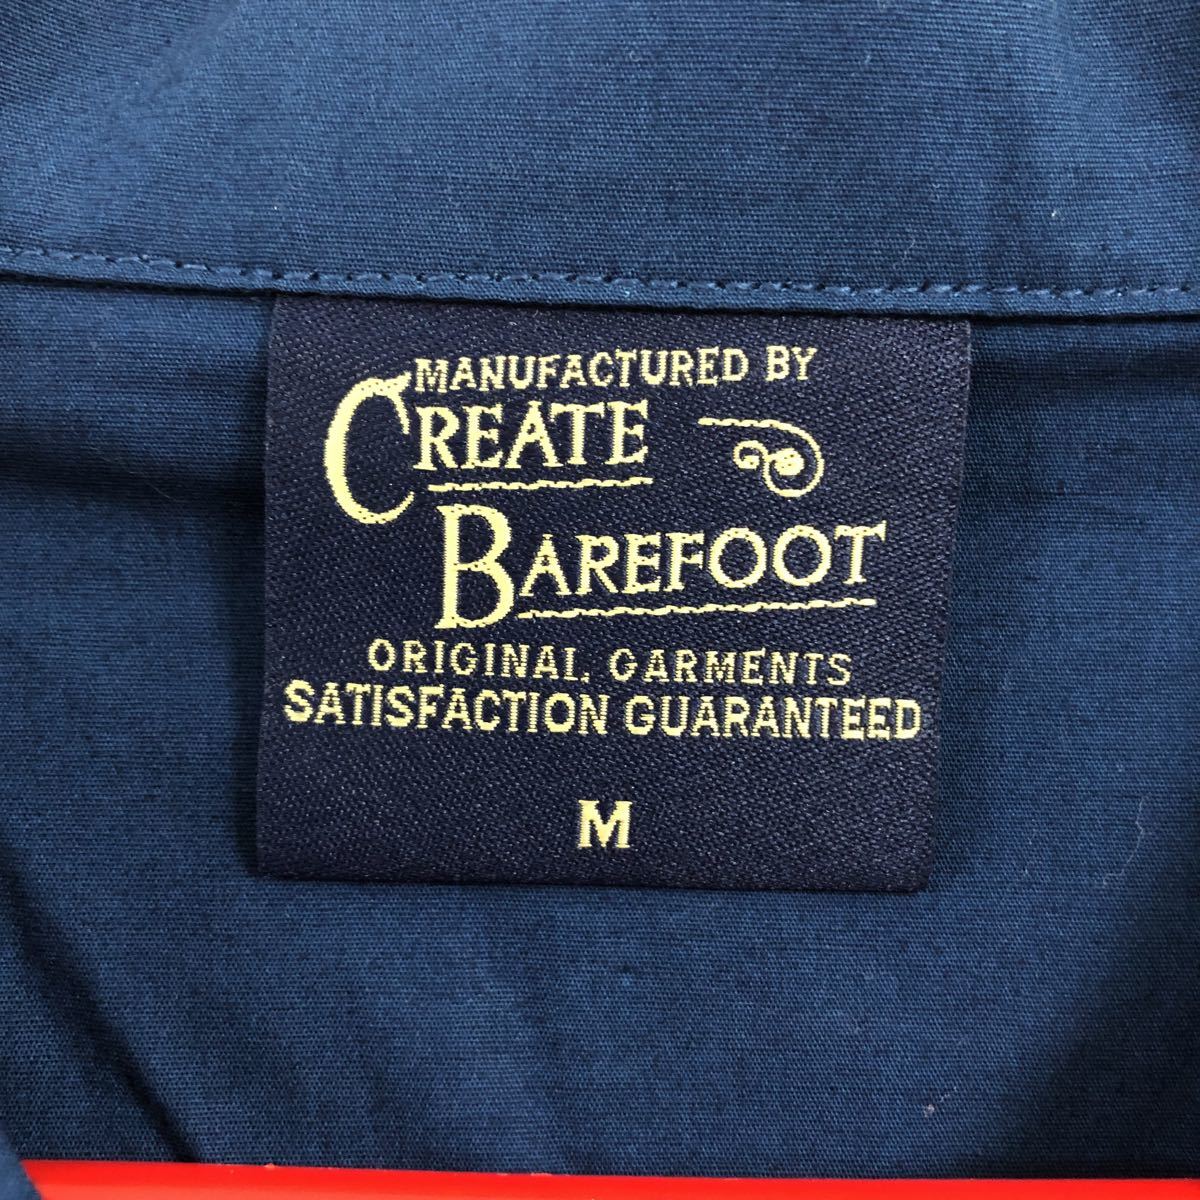 MANUFACTURED BY
CREATE
BAREFOOT
ORIGINAL GARMENTS
SATISFACTION GUARANTEED
M